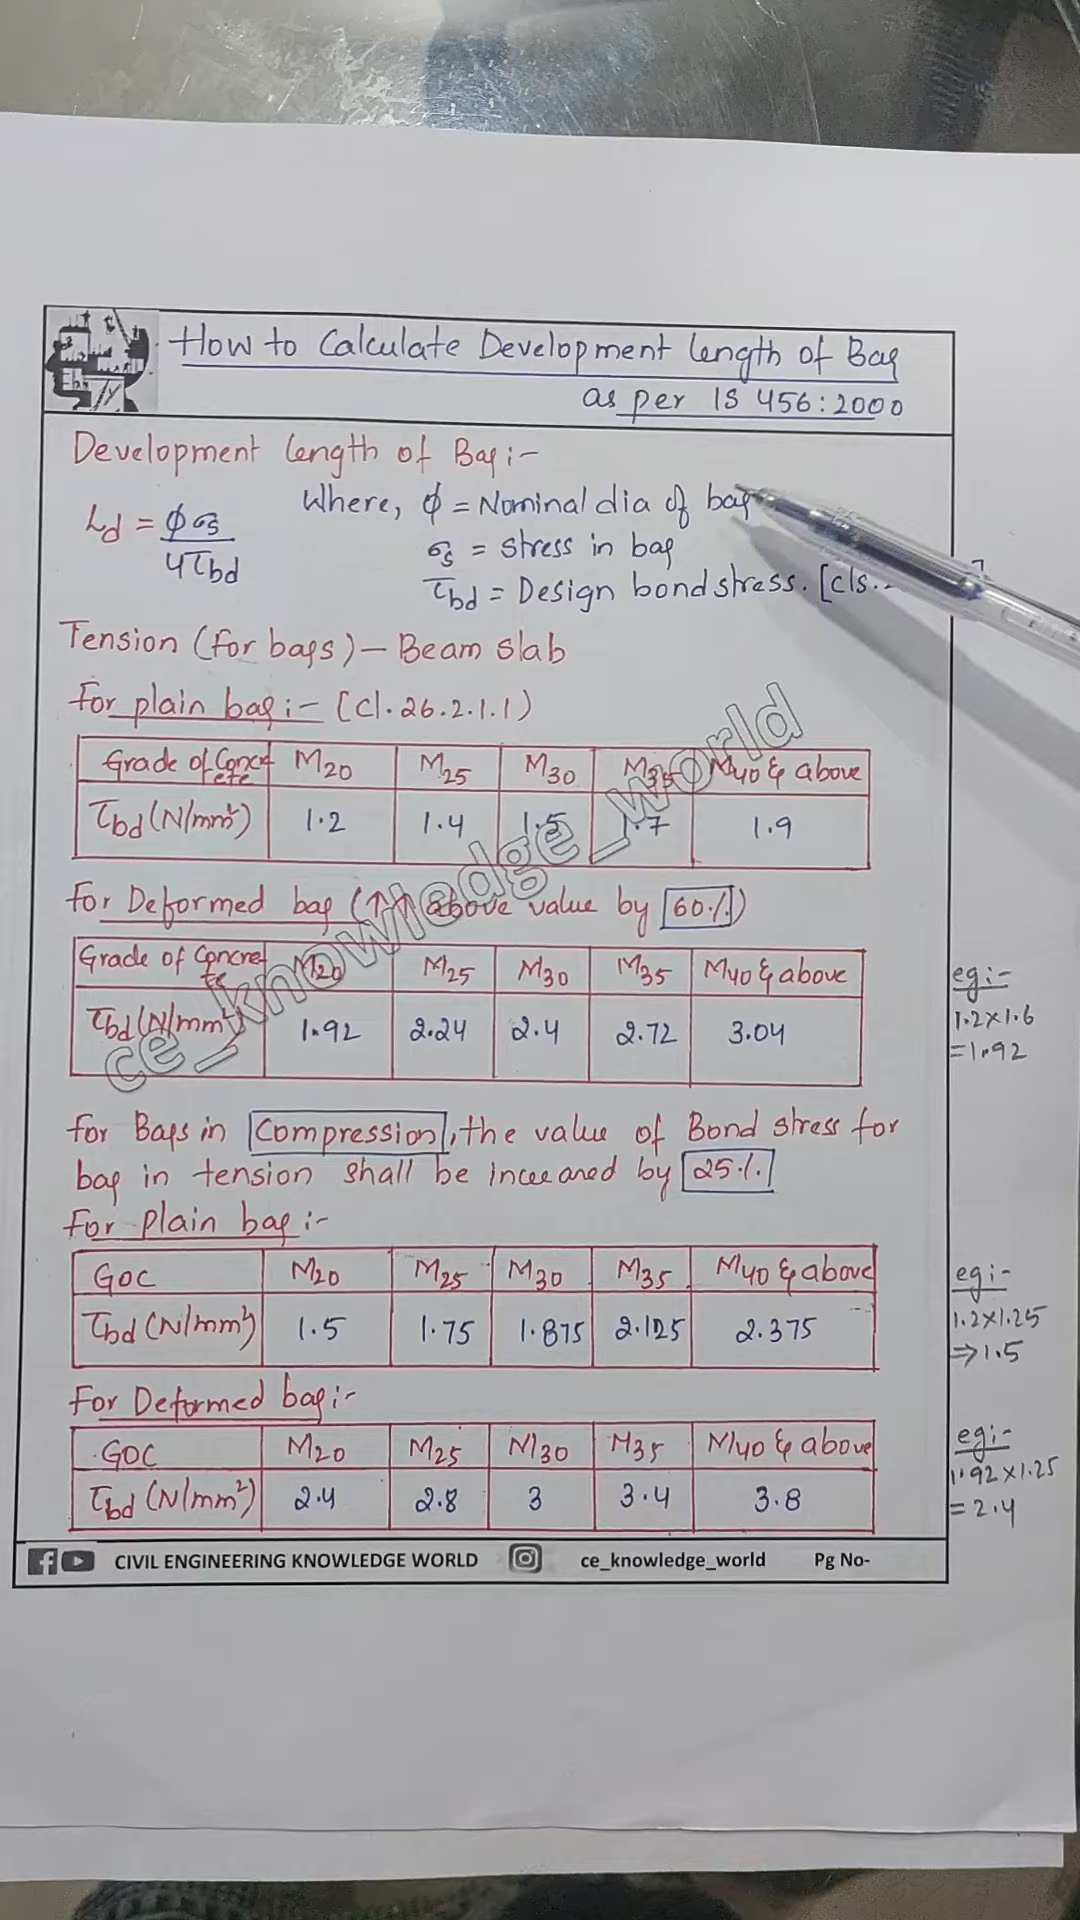 How to Calculate Development length of Bar
as per IS 456:2000
Development length of Bar:-
Ld = ϕσs / 4τbd
Where, ϕ = Nominal dia of bar
σs = stress in bar
τbd = Design bond stress. [cls..
Tension (for bars) – Beam slab
For plain bar:- [cl. 26.2.1.1)
Grade of Concrete M20 M25 M30 M35 M40 & above
τbd (N/mm²) 1.2 1.4 1.5 1.7 1.9
For Deformed bar (↑↑ above value by 60%)
Grade of Concrete M20 M25 M30 M35 M40 & above
τbd (N/mm²) 1.92 2.24 2.4 2.72 3.04
eg:-
1.2×1.6
=1.92
For Bars in Compression, the value of Bond stress for
bar in tension shall be increared by 25%
For plain bar:-
GOC M20 M25 M30 M35 M40 & above
τbd (N/mm²) 1.5 1.75 1.875 2.125 2.375
eg:-
1.2×1.25
⇒1.5
For Deformed bar:-
GOC M20 M25 M30 M35 M40 & above
τbd (N/mm²) 2.4 2.8 3 3.4 3.8
eg:-
1.92×1.25
= 2.4
ce_knowledge_world
CIVIL ENGINEERING KNOWLEDGE WORLD ce_knowledge_world Pg No-